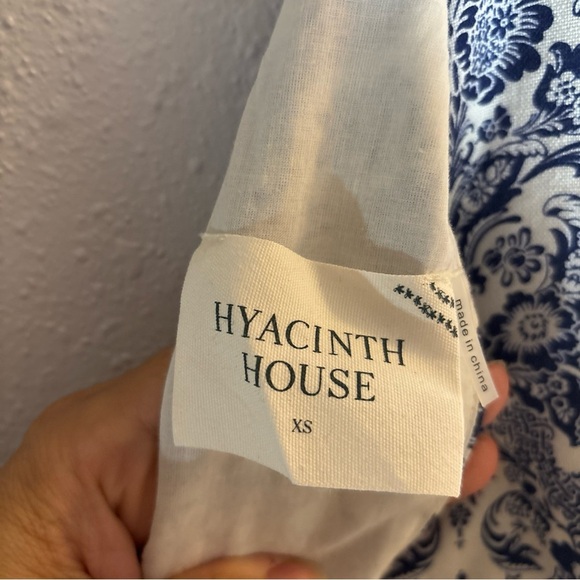 HYACINTH
HOUSE
XS
made in china